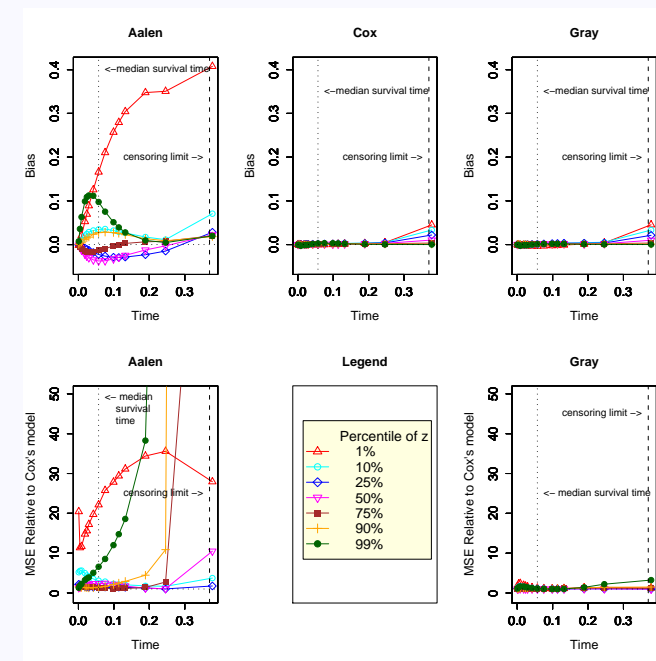 Aalen
Cox
Gray
Bias
0.0 0.1 0.2 0.3 0.4
<−median survival time
censoring limit −>
0.0 0.1 0.2 0.3
Time
Bias
0.0 0.1 0.2 0.3 0.4
<−median survival time
censoring limit −>
0.0 0.1 0.2 0.3
Time
Bias
0.0 0.1 0.2 0.3 0.4
<−median survival time
censoring limit −>
0.0 0.1 0.2 0.3
Time
Aalen
Legend
Gray
MSE Relative to Cox's model
0 10 20 30 40 50
<− median
survival
time
censoring limit −>
0.0 0.1 0.2 0.3
Time
Percentile of z
1%
10%
25%
50%
75%
90%
99%
MSE Relative to Cox's model
0 10 20 30 40 50
censoring limit −>
<− median survival time
0.0 0.1 0.2 0.3
Time